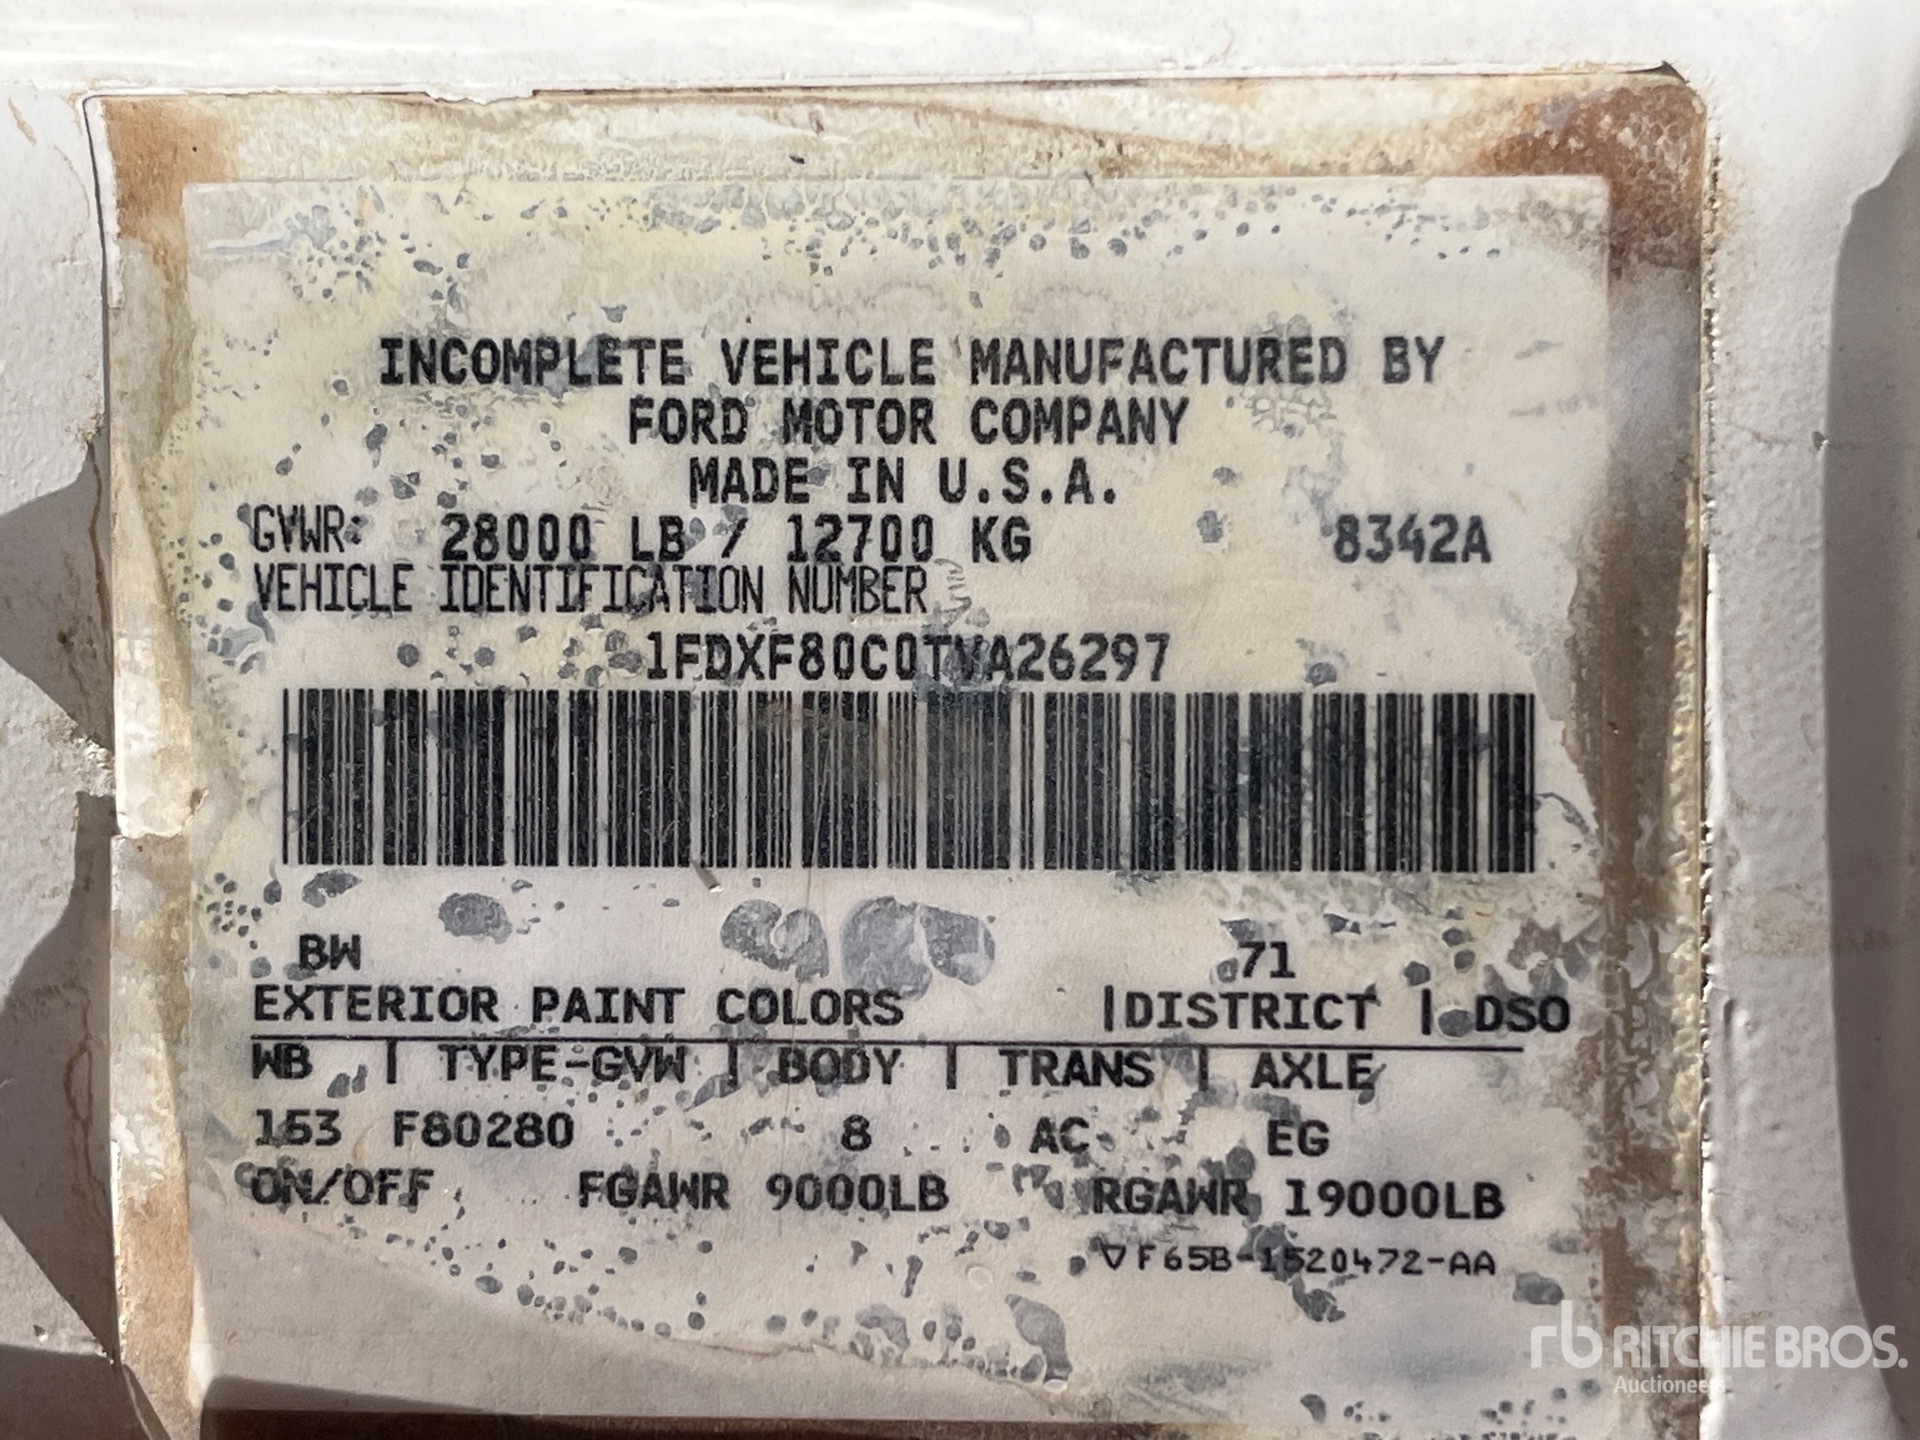 INCOMPLETE VEHICLE MANUFACTURED BY
FORD MOTOR COMPANY
MADE IN U.S.A.
GVWR: 28000 LB / 12700 KG 8342A
VEHICLE IDENTIFICATION NUMBER
1FDXF80C0TVA26297
BW 71
EXTERIOR PAINT COLORS |DISTRICT | DSO
WB | TYPE-GVW | BODY | TRANS | AXLE
153 F80280 8 AC EG
ON/OFF FGAWR 9000LB RGAWR 19000LB
▽F65B-1520472-AA
rb RITCHIE BROS.
Auctioneers